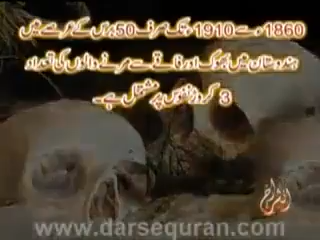 1860ء سے 1910ء تک صرف 50 برس کے عرصے میں
ہندوستان میں بھوک اور فاقے سے مرنے والوں کی تعداد
3 کروڑ نفوس پر مشتمل ہے۔
www.darsequran.com